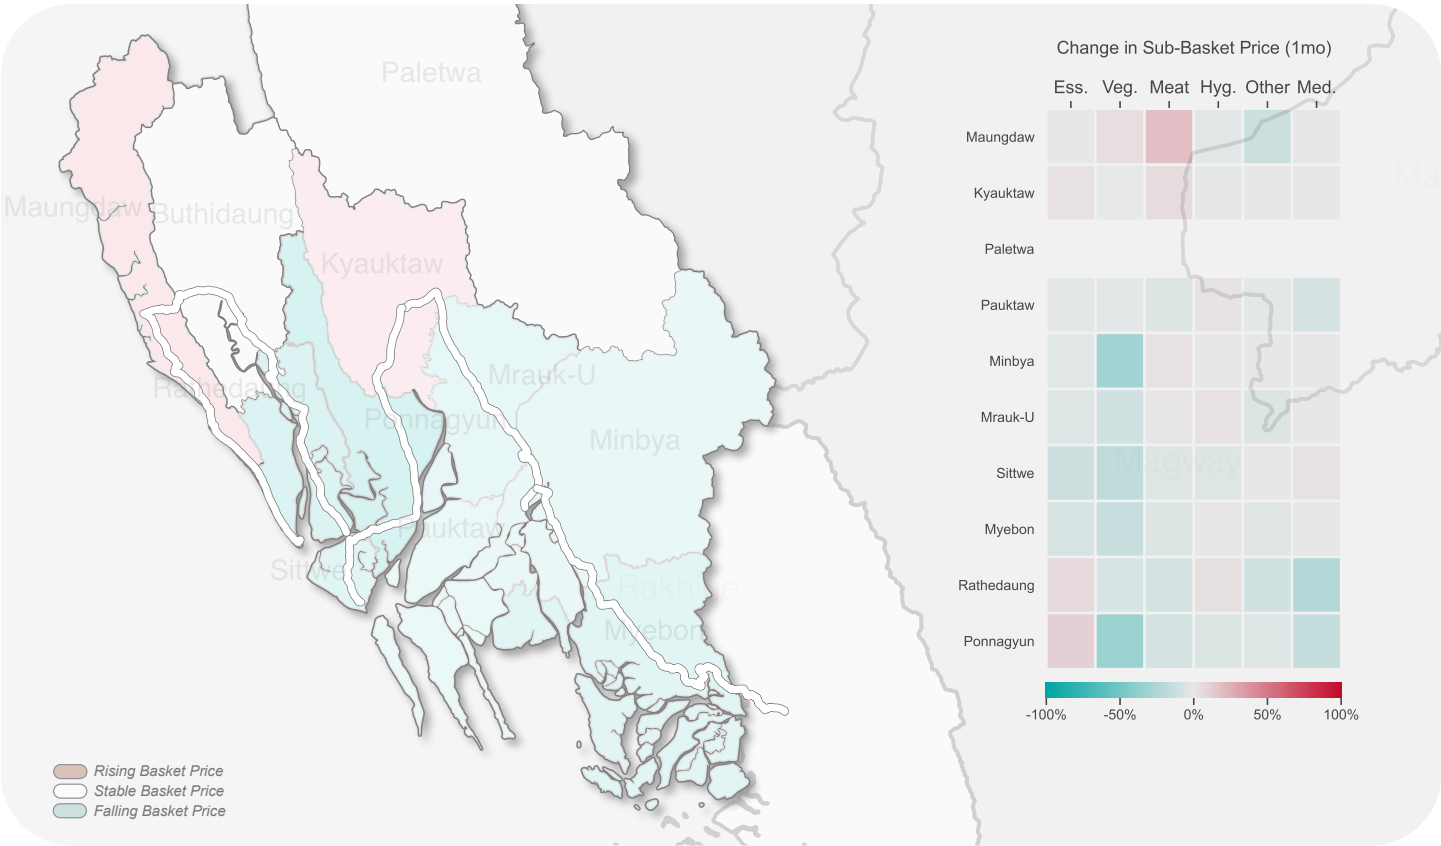 Paletwa
Maungdaw
Buthidaung
Kyauktaw
Rathedaung
Mrauk-U
Ponnagyun
Minbya
Pauktaw
Sittwe
Rakhine
Myebon
Magway
Ma
Change in Sub-Basket Price (1mo)
Ess. Veg. Meat Hyg. Other Med.
Maungdaw
Kyauktaw
Paletwa
Pauktaw
Minbya
Mrauk-U
Sittwe
Myebon
Rathedaung
Ponnagyun
-100% -50% 0% 50% 100%
Rising Basket Price
Stable Basket Price
Falling Basket Price